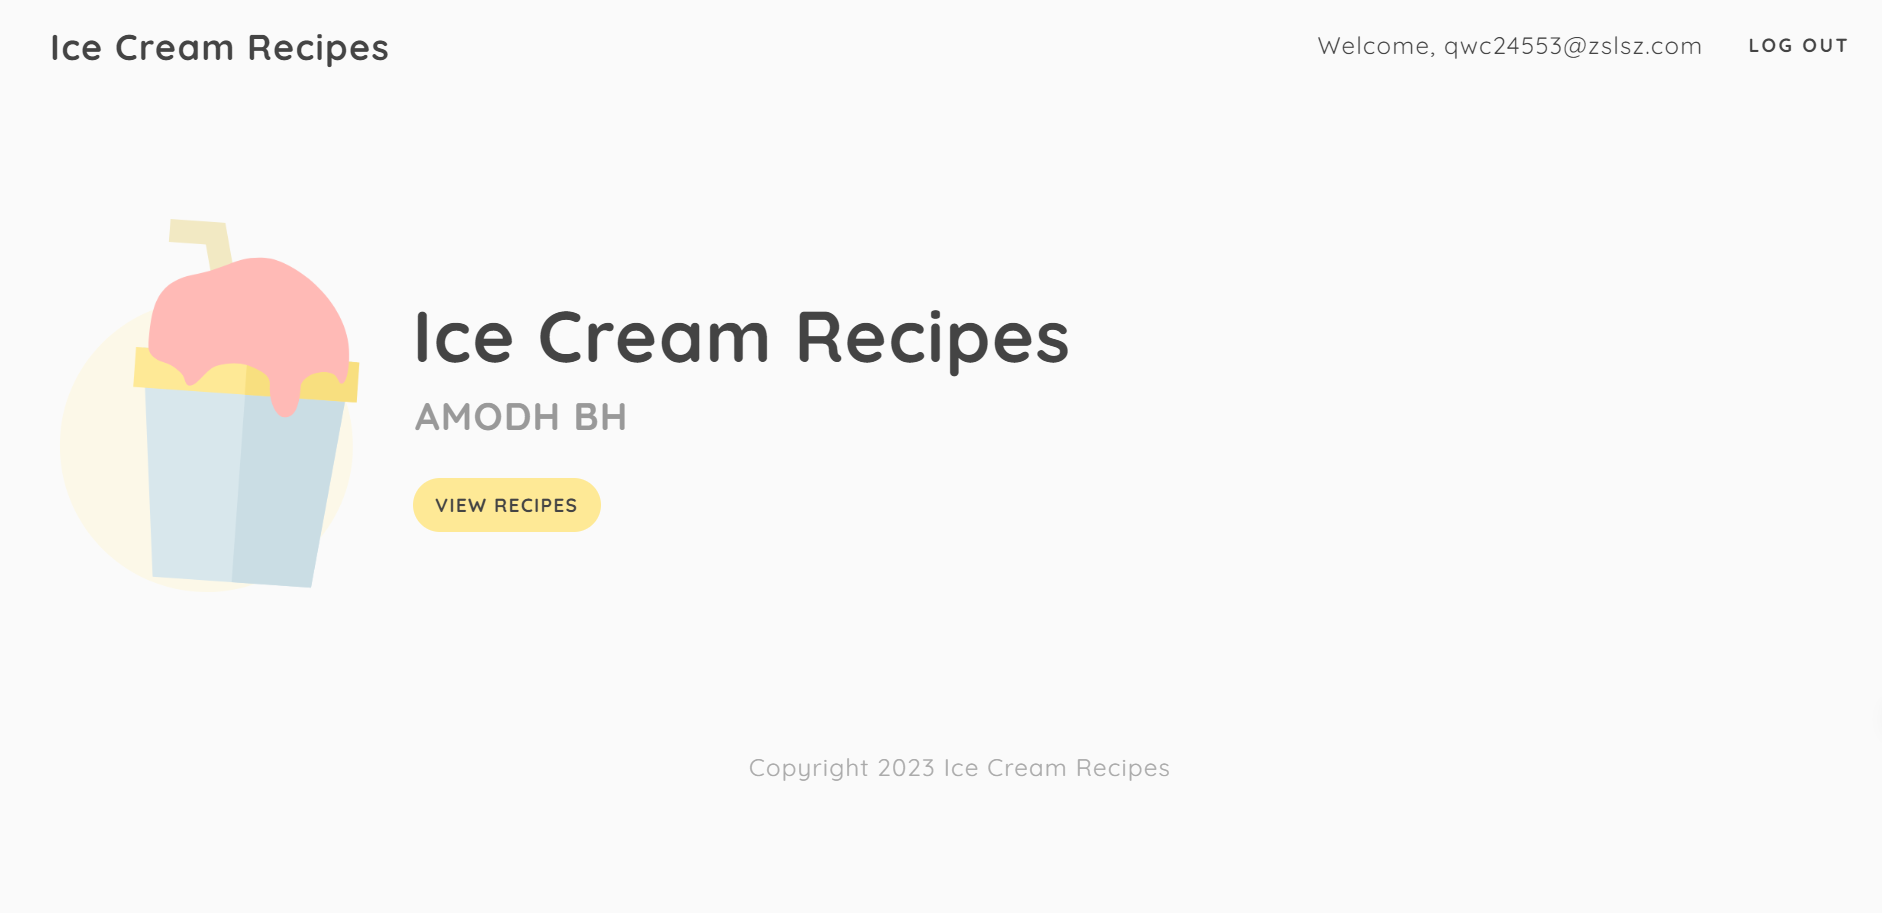 Ice Cream Recipes
Welcome, qwc24553@zslsz.com
LOG OUT
Ice Cream Recipes
AMODH BH
VIEW RECIPES
Copyright 2023 Ice Cream Recipes